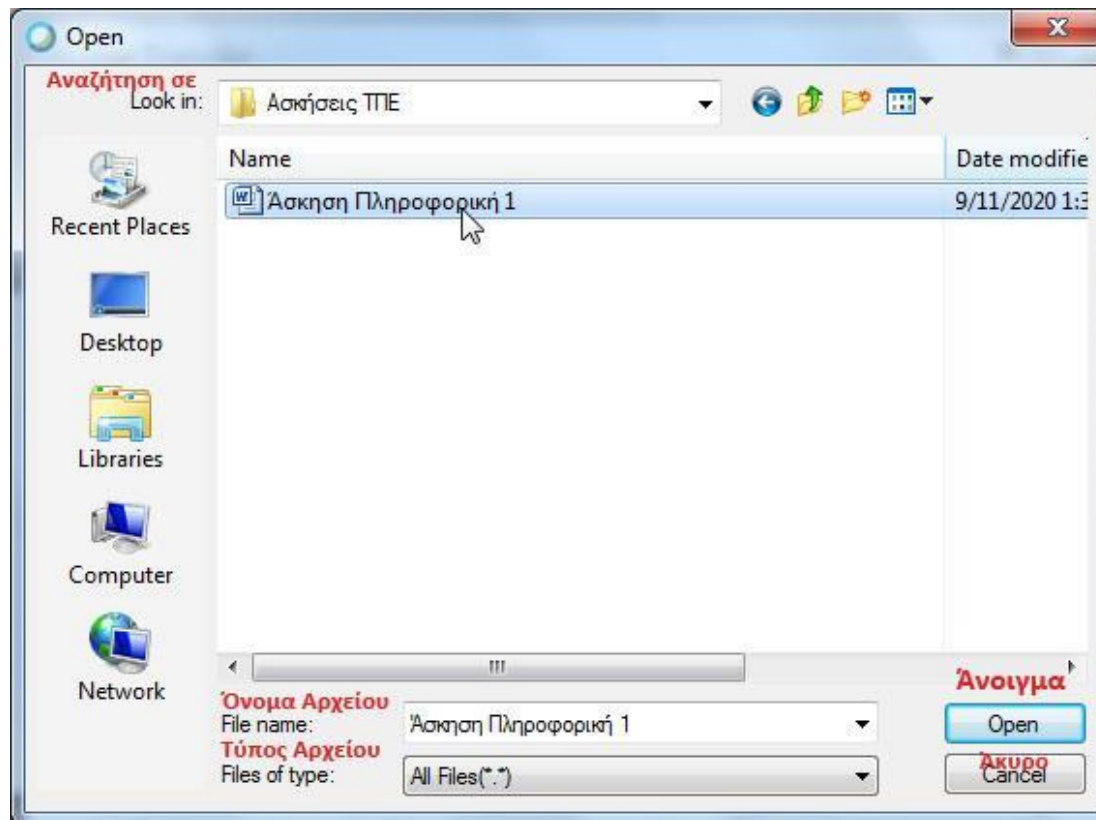 Open
Αναζήτηση σε
Look in:
Ασκήσεις ΤΠΕ
Name
Date modifie
Άσκηση Πληροφορική 1
9/11/2020 1:3
Recent Places
Desktop
Libraries
Computer
Network
Όνομα Αρχείου
File name:
Άσκηση Πληροφορική 1
Άνοιγμα
Open
Τύπος Αρχείου
Files of type:
All Files(*.*)
Άκυρο
Cancel